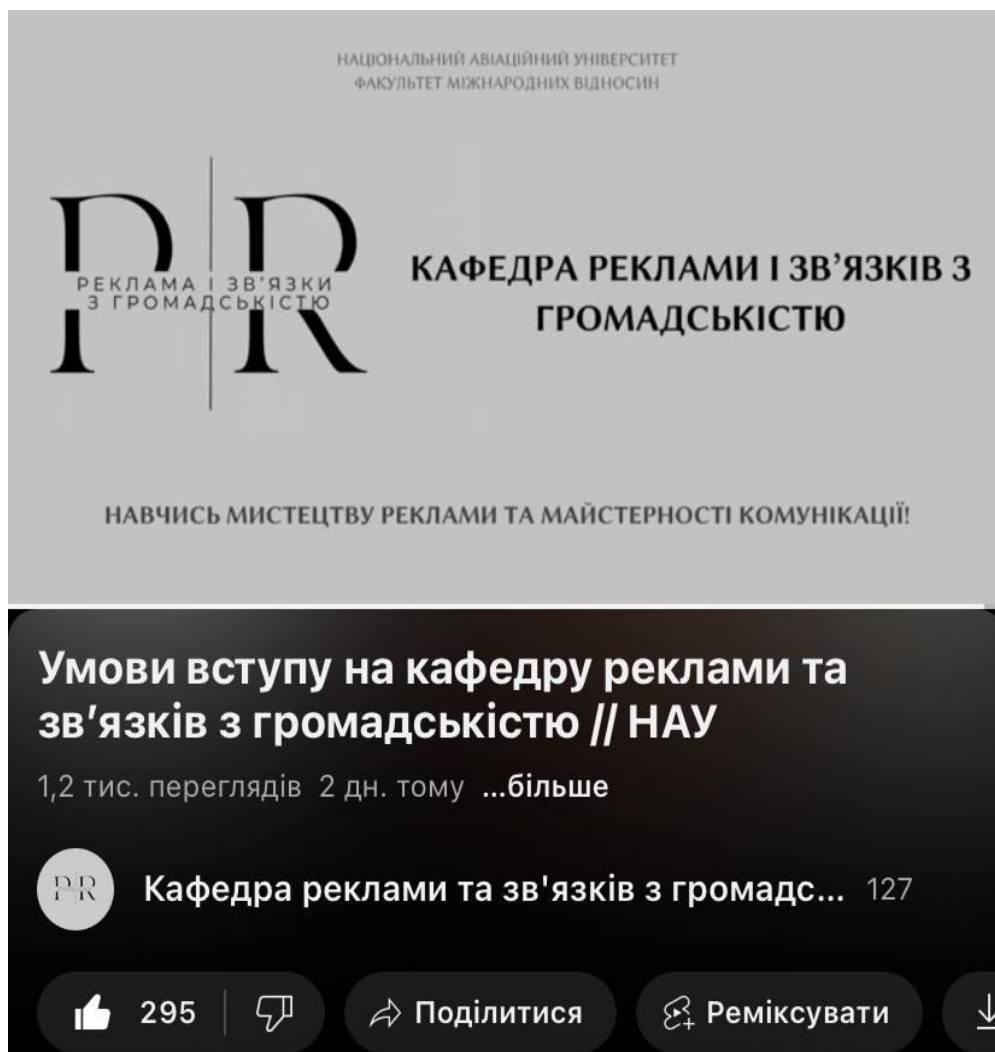 НАЦІОНАЛЬНИЙ АВІАЦІЙНИЙ УНІВЕРСИТЕТ
ФАКУЛЬТЕТ МІЖНАРОДНИХ ВІДНОСИН
PR
РЕКЛАМА І ЗВ'ЯЗКИ
З ГРОМАДСЬКІСТЮ
КАФЕДРА РЕКЛАМИ І ЗВ’ЯЗКІВ З
ГРОМАДСЬКІСТЮ
НАВЧИСЬ МИСТЕЦТВУ РЕКЛАМИ ТА МАЙСТЕРНОСТІ КОМУНІКАЦІЇ!
Умови вступу на кафедру реклами та
зв’язків з громадськістю // НАУ
1,2 тис. переглядів 2 дн. тому ...більше
PR
Кафедра реклами та зв'язків з громадс... 127
295 Поділитися Реміксувати